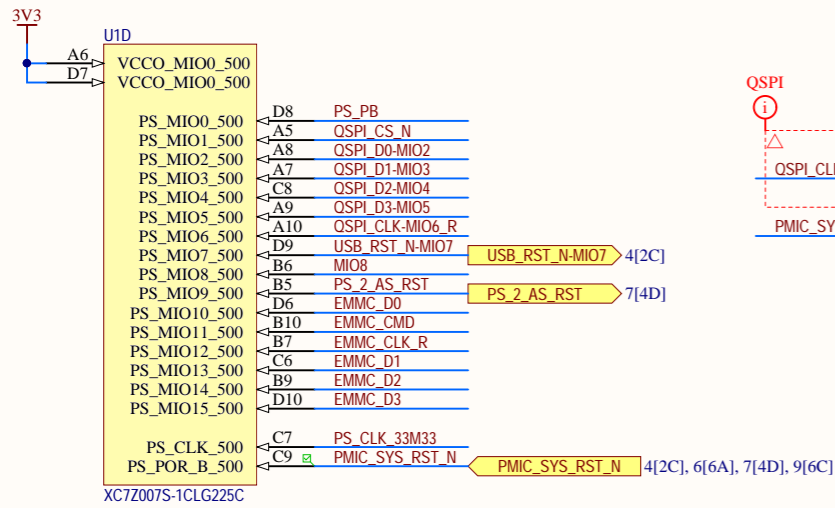 3V3
U1D
A6 VCCO_MIO0_500
D7 VCCO_MIO0_500
PS_MIO0_500 D8 PS_PB
PS_MIO1_500 A5 QSPI_CS_N
PS_MIO2_500 A8 QSPI_D0-MIO2
PS_MIO3_500 A7 QSPI_D1-MIO3
PS_MIO4_500 C8 QSPI_D2-MIO4
PS_MIO5_500 A9 QSPI_D3-MIO5
PS_MIO6_500 A10 QSPI_CLK-MIO6_R
PS_MIO7_500 D9 USB_RST_N-MIO7 USB_RST_N-MIO7 4[2C]
PS_MIO8_500 B6 MIO8
PS_MIO9_500 B5 PS_2_AS_RST PS_2_AS_RST 7[4D]
PS_MIO10_500 D6 EMMC_D0
PS_MIO11_500 B10 EMMC_CMD
PS_MIO12_500 B7 EMMC_CLK_R
PS_MIO13_500 C6 EMMC_D1
PS_MIO14_500 B9 EMMC_D2
PS_MIO15_500 D10 EMMC_D3
PS_CLK_500 C7 PS_CLK_33M33
PS_POR_B_500 C9 PMIC_SYS_RST_N PMIC_SYS_RST_N 4[2C], 6[6A], 7[4D], 9[6C]
XC7Z007S-1CLG225C
QSPI
i
QSPI_CL
PMIC_SY